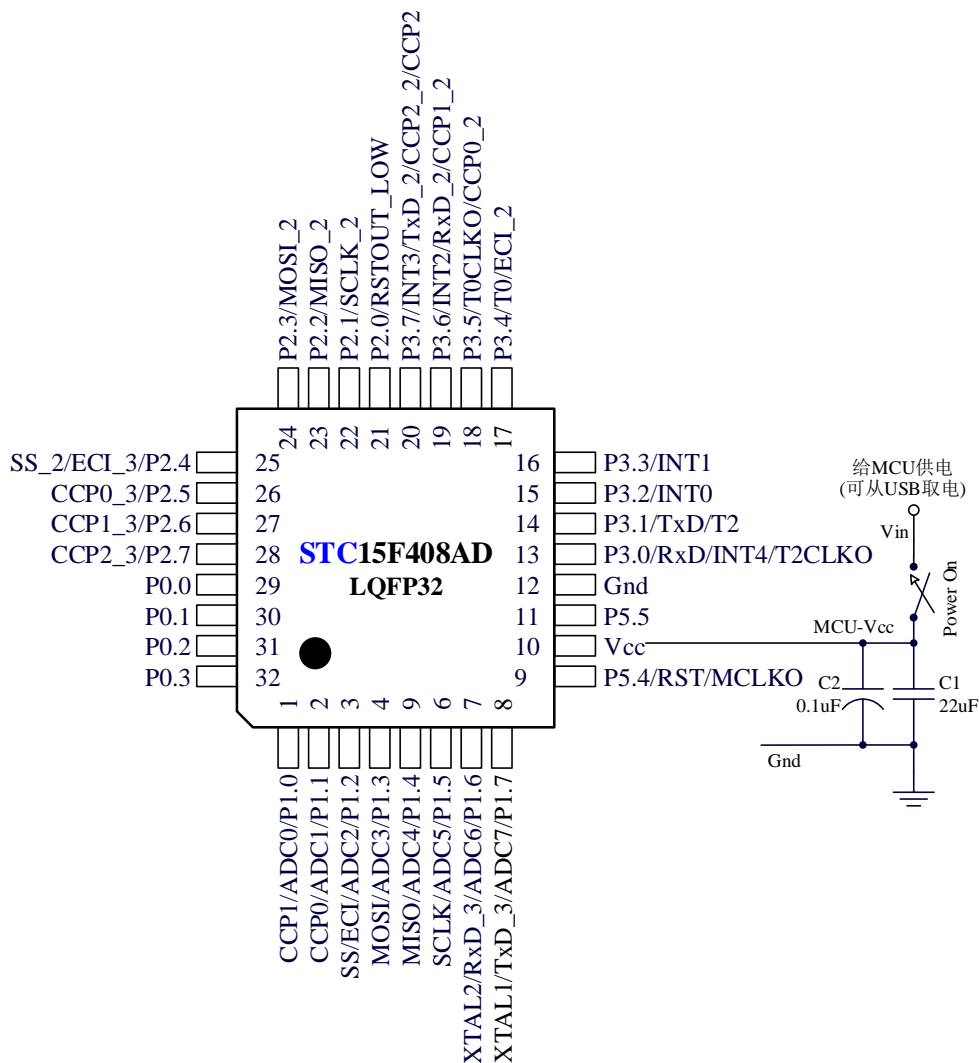 P2.3/MOSI_2
P2.2/MISO_2
P2.1/SCLK_2
P2.0/RSTOUT_LOW
P3.7/INT3/TxD_2/CCP2_2/CCP2
P3.6/INT2/RxD_2/CCP1_2
P3.5/T0CLKO/CCP0_2
P3.4/T0/ECI_2
24
23
22
21
20
19
18
17
SS_2/ECI_3/P2.4
25
CCP0_3/P2.5
26
CCP1_3/P2.6
27
CCP2_3/P2.7
28
P0.0
29
P0.1
30
P0.2
31
P0.3
32
STC15F408AD
LQFP32
16
P3.3/INT1
15
P3.2/INT0
14
P3.1/TxD/T2
13
P3.0/RxD/INT4/T2CLKO
12
Gnd
11
P5.5
10
Vcc
9
P5.4/RST/MCLKO
1
2
3
4
9
6
7
8
CCP1/ADC0/P1.0
CCP0/ADC1/P1.1
SS/ECI/ADC2/P1.2
MOSI/ADC3/P1.3
MISO/ADC4/P1.4
SCLK/ADC5/P1.5
XTAL2/RxD_3/ADC6/P1.6
XTAL1/TxD_3/ADC7/P1.7
给MCU供电
(可从USB取电)
Vin
Power On
MCU-Vcc
C2
0.1uF
C1
22uF
Gnd